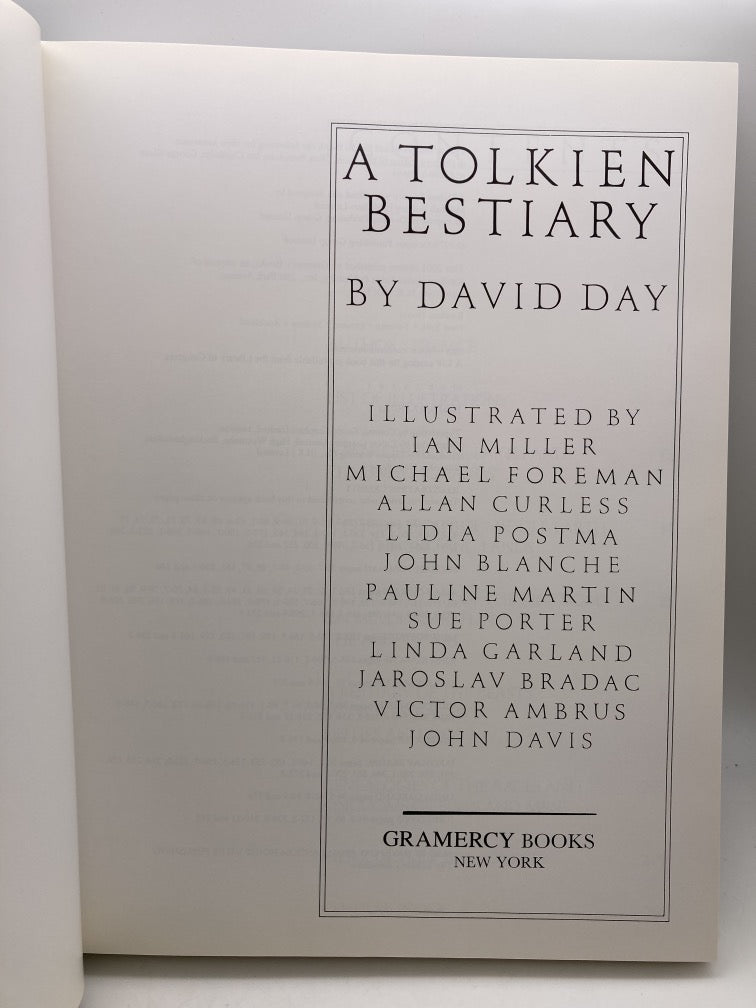 A TOLKIEN
BESTIARY
BY DAVID DAY
ILLUSTRATED BY
IAN MILLER
MICHAEL FOREMAN
ALLAN CURLESS
LIDIA POSTMA
JOHN BLANCHE
PAULINE MARTIN
SUE PORTER
LINDA GARLAND
JAROSLAV BRADAC
VICTOR AMBRUS
JOHN DAVIS
GRAMERCY BOOKS
NEW YORK